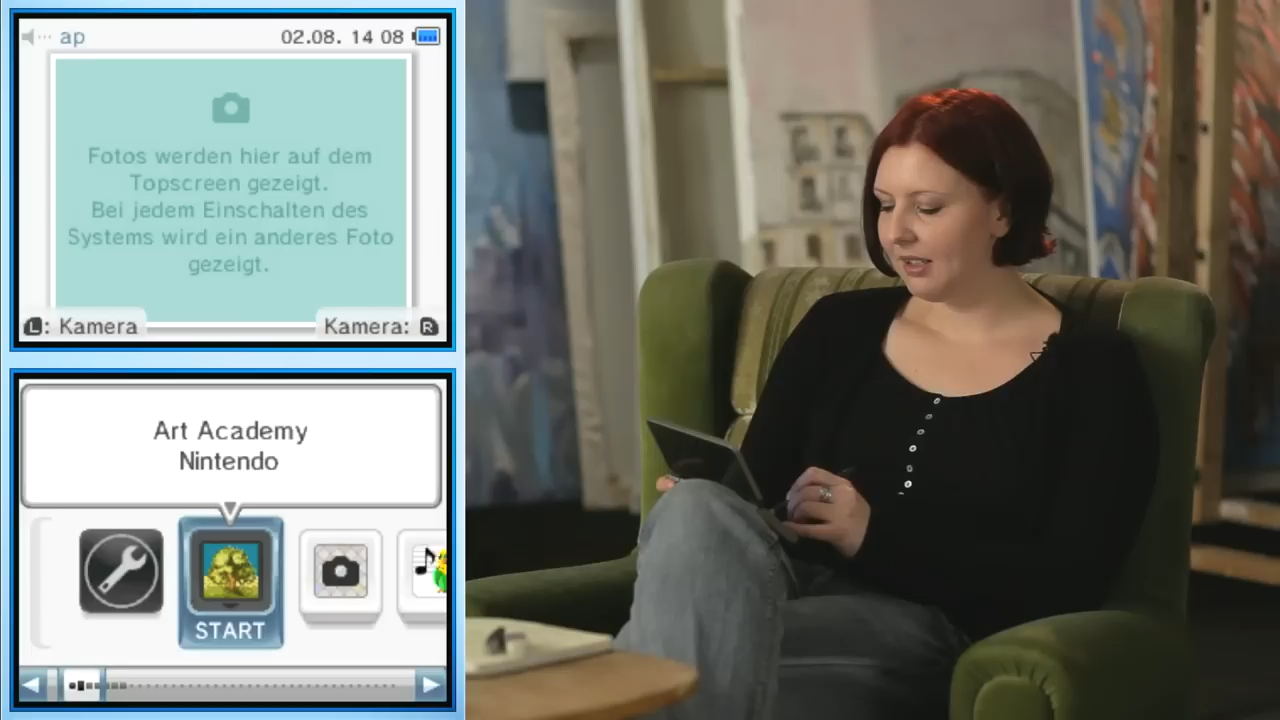 ap
02.08. 14 08
Fotos werden hier auf dem
Topscreen gezeigt.
Bei jedem Einschalten des
Systems wird ein anderes Foto
gezeigt.
L: Kamera
Kamera: R
Art Academy
Nintendo
START